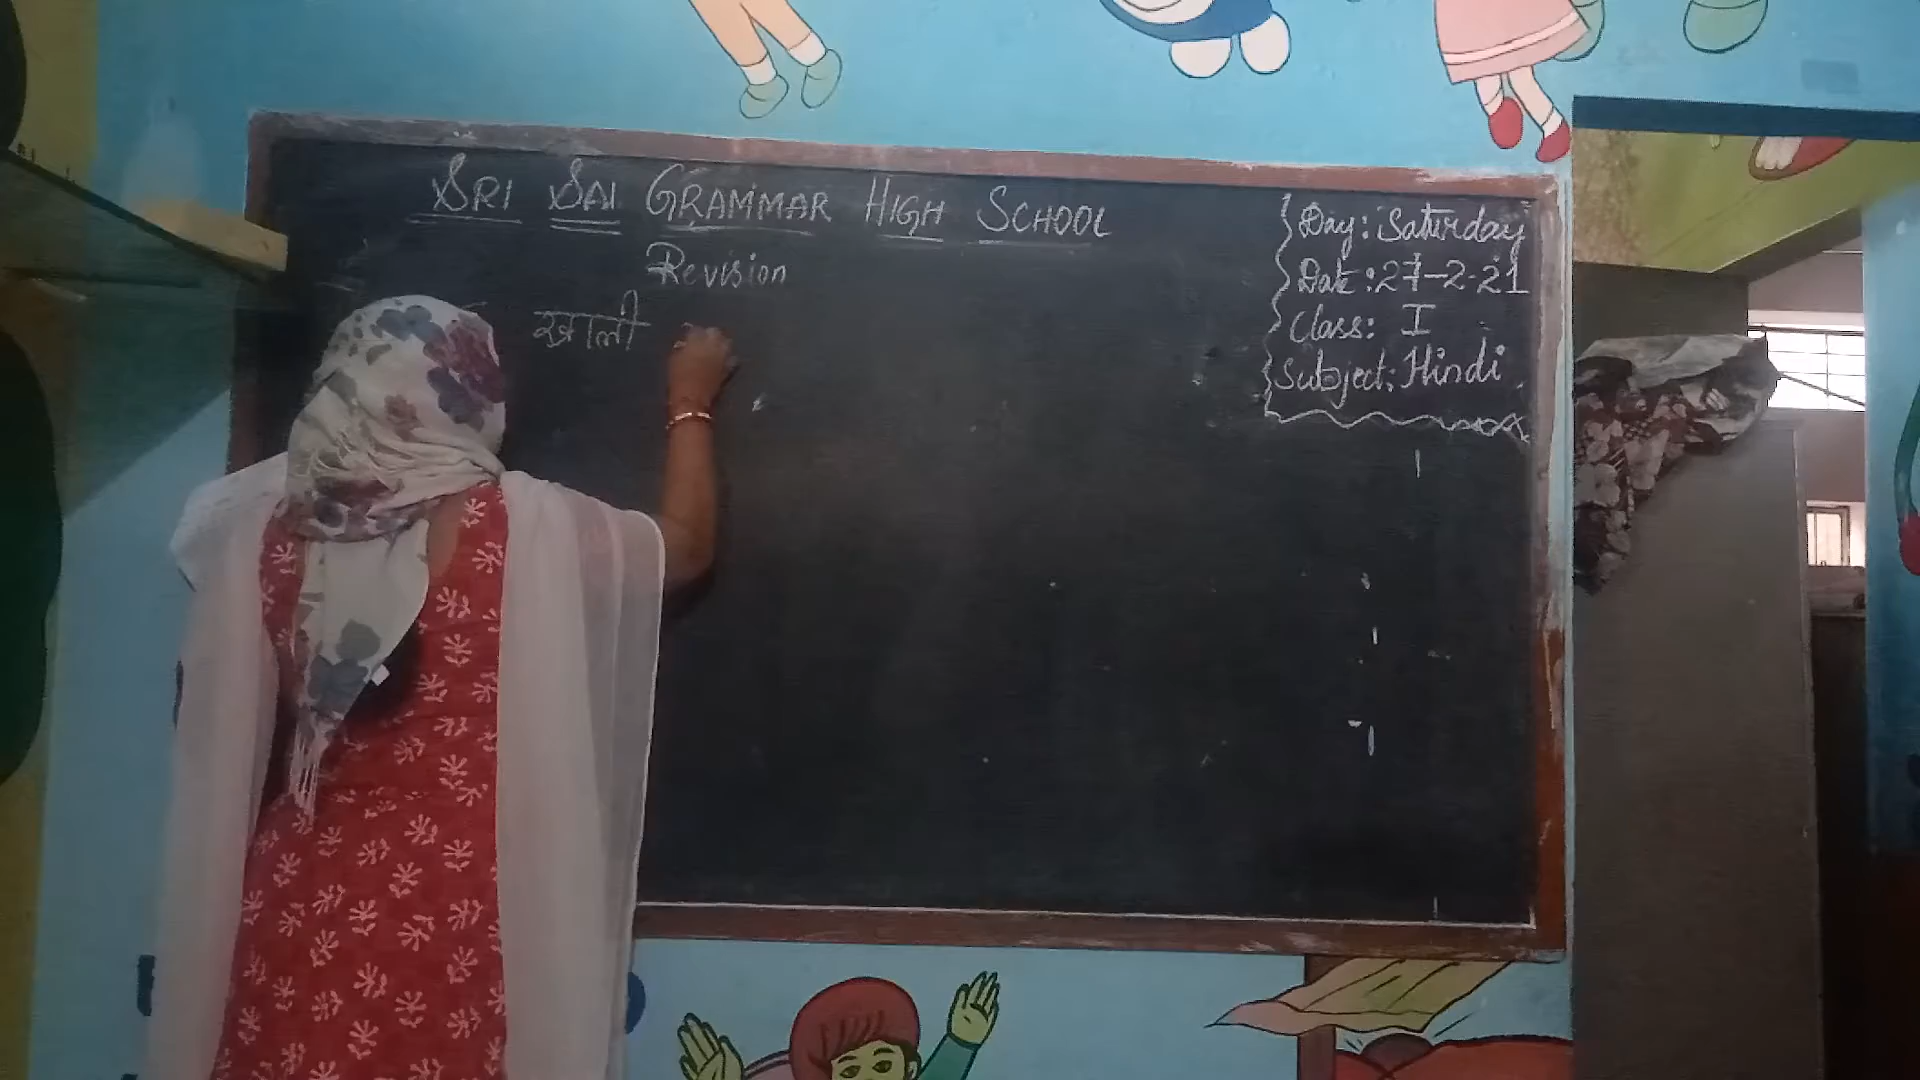 SRI SAI GRAMMAR HIGH SCHOOL
Revision
Day: Saturday
Date: 27-2-21
Class: I
Subject: Hindi
खाली